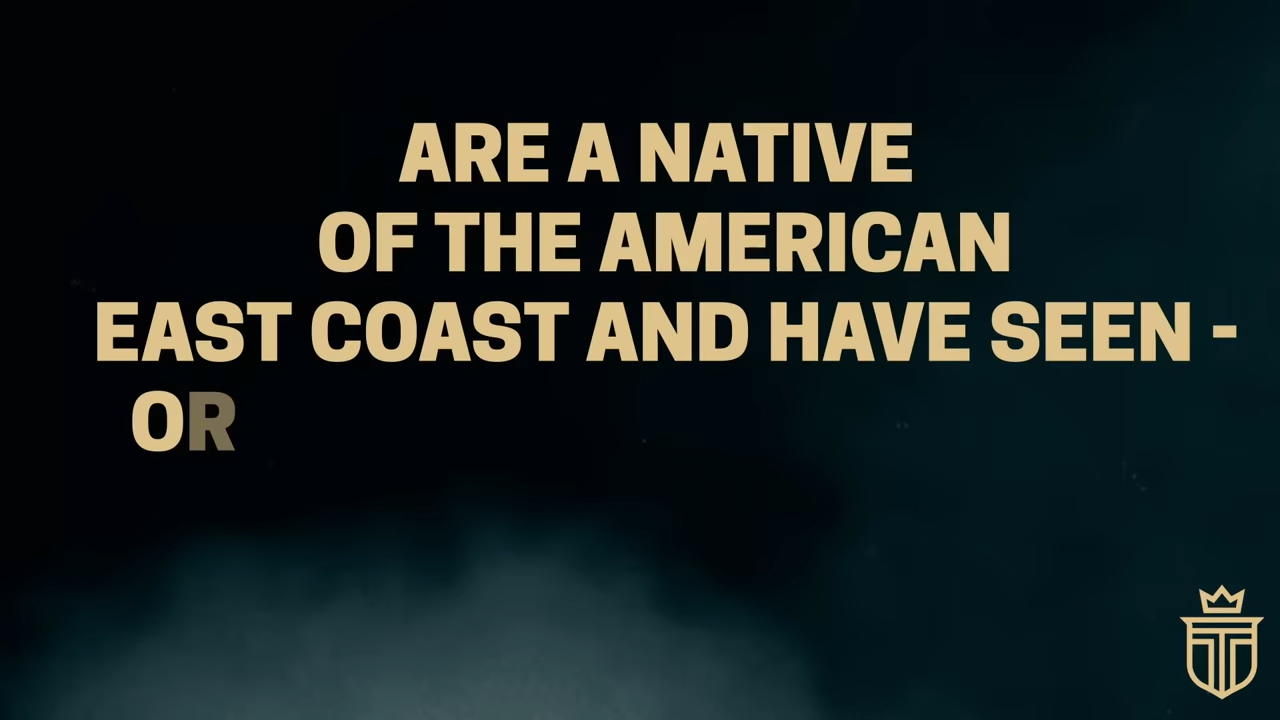 ARE A NATIVE
OF THE AMERICAN
EAST COAST AND HAVE SEEN -
OR